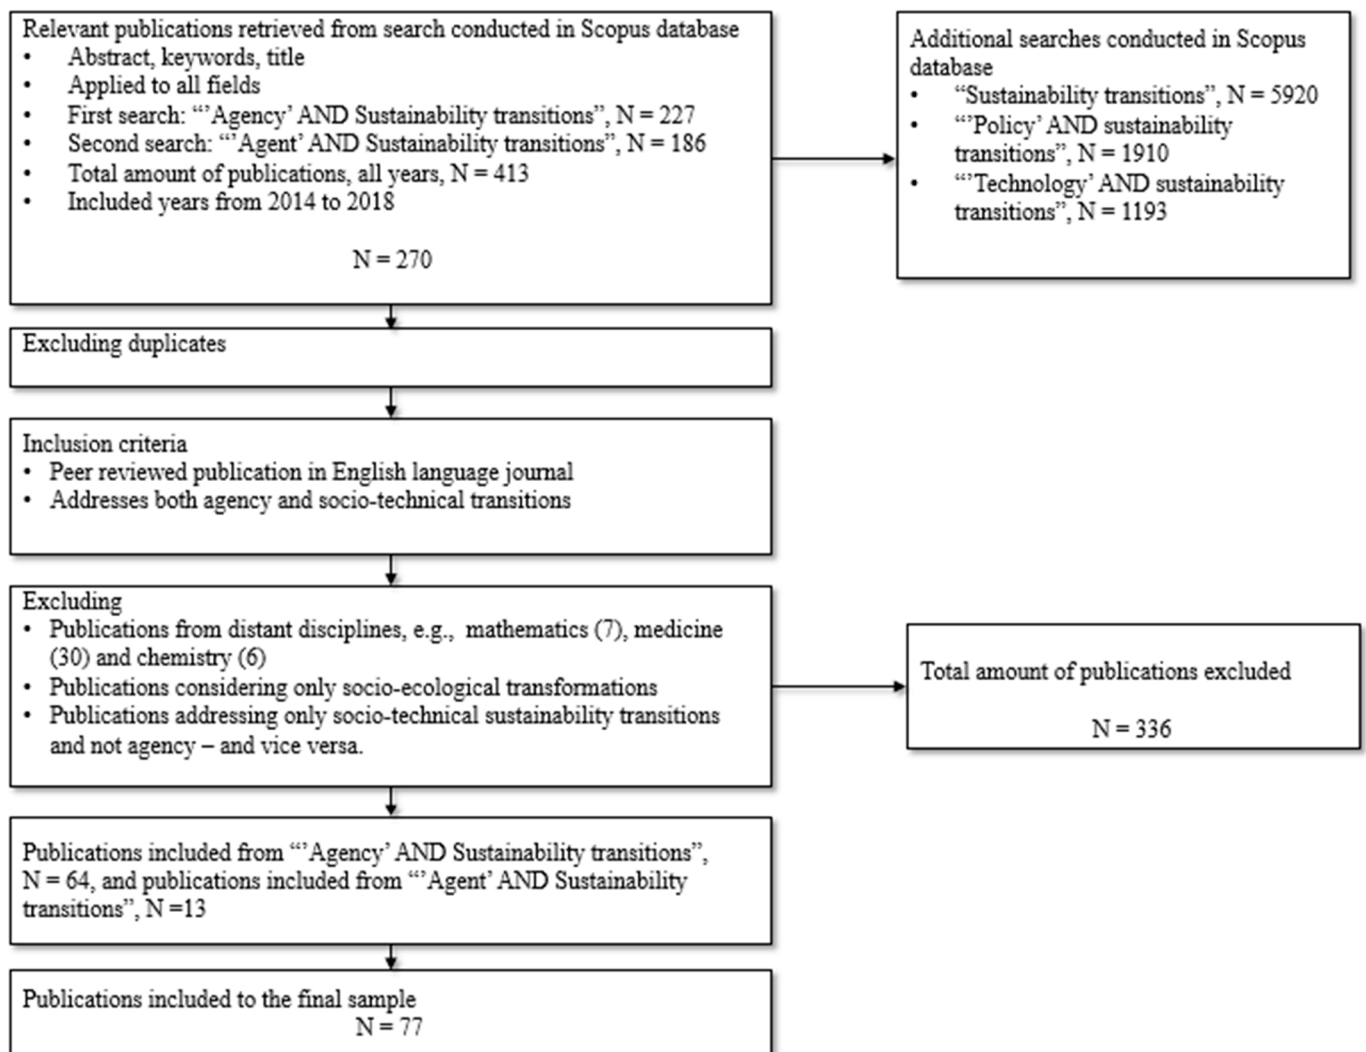 Relevant publications retrieved from search conducted in Scopus database
• Abstract, keywords, title
• Applied to all fields
• First search: “’Agency’ AND Sustainability transitions”, N = 227
• Second search: “’Agent’ AND Sustainability transitions”, N = 186
• Total amount of publications, all years, N = 413
• Included years from 2014 to 2018
N = 270
Additional searches conducted in Scopus
database
• “Sustainability transitions”, N = 5920
• “’Policy’ AND sustainability
transitions”, N = 1910
• “’Technology’ AND sustainability
transitions”, N = 1193
Excluding duplicates
Inclusion criteria
• Peer reviewed publication in English language journal
• Addresses both agency and socio-technical transitions
Excluding
• Publications from distant disciplines, e.g., mathematics (7), medicine
(30) and chemistry (6)
• Publications considering only socio-ecological transformations
• Publications addressing only socio-technical sustainability transitions
and not agency – and vice versa.
Total amount of publications excluded
N = 336
Publications included from “’Agency’ AND Sustainability transitions”,
N = 64, and publications included from “’Agent’ AND Sustainability
transitions”, N =13
Publications included to the final sample
N = 77